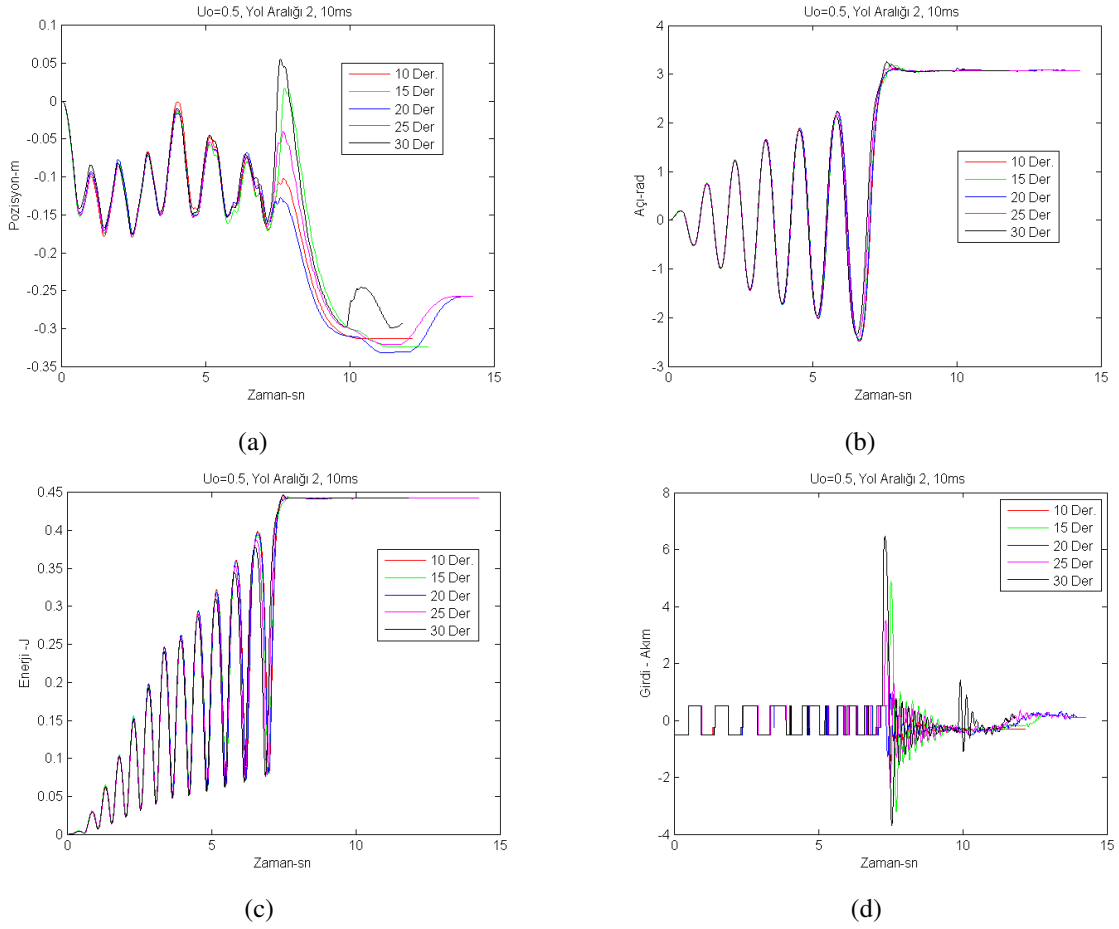 Uo=0.5, Yol Aralığı 2, 10ms
0.1
0.05
0
-0.05
-0.1
-0.15
-0.2
-0.25
-0.3
-0.35
Pozisyon-m
10 Der.
15 Der
20 Der
25 Der
30 Der
0
5
10
15
Zaman-sn
(a)
Uo=0.5, Yol Aralığı 2, 10ms
4
3
2
1
0
-1
-2
-3
Açı-rad
10 Der.
15 Der
20 Der
25 Der
30 Der
0
5
10
15
Zaman-sn
(b)
Uo=0.5, Yol Aralığı 2, 10ms
0.45
0.4
0.35
0.3
0.25
0.2
0.15
0.1
0.05
0
Enerji -J
10 Der.
15 Der
20 Der
25 Der
30 Der
0
5
10
15
Zaman-sn
(c)
Uo=0.5, Yol Aralığı 2, 10ms
8
6
4
2
0
-2
-4
Girdi - Akım
10 Der.
15 Der
20 Der
25 Der
30 Der
0
5
10
15
Zaman-sn
(d)